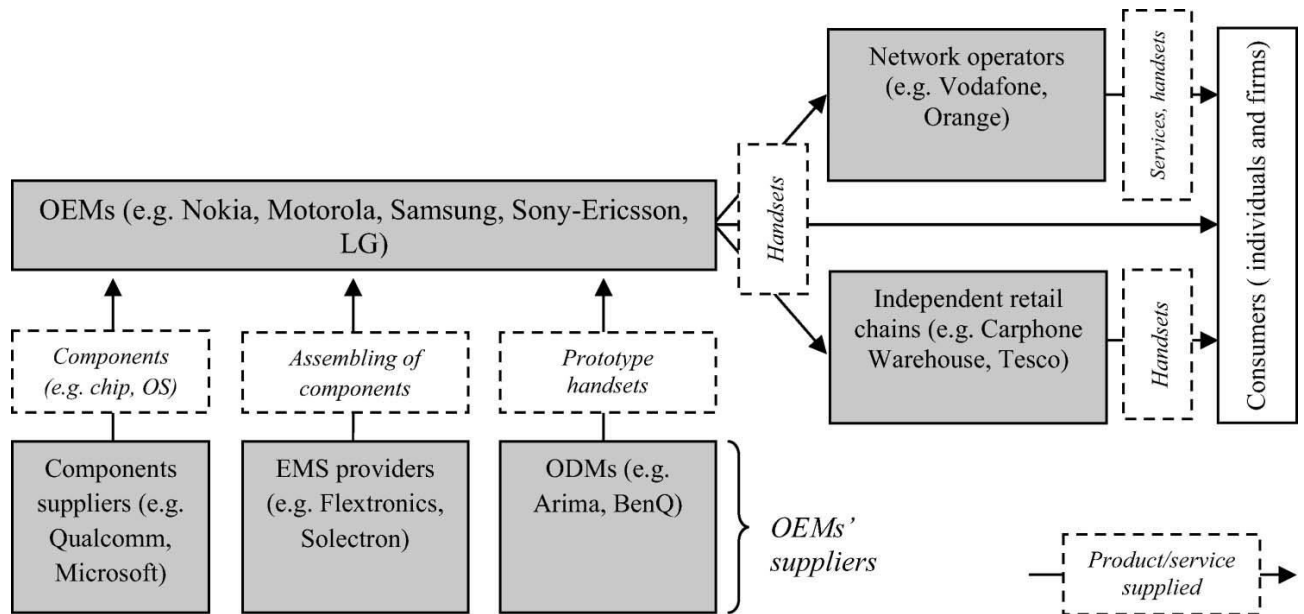 Network operators
(e.g. Vodafone,
Orange)
Services, handsets
Consumers ( individuals and firms)
OEMs (e.g. Nokia, Motorola, Samsung, Sony-Ericsson,
LG)
Handsets
Independent retail
chains (e.g. Carphone
Warehouse, Tesco)
Handsets
Components
(e.g. chip, OS)
Assembling of
components
Prototype
handsets
Components
suppliers (e.g.
Qualcomm,
Microsoft)
EMS providers
(e.g. Flextronics,
Solectron)
ODMs (e.g.
Arima, BenQ)
OEMs’
suppliers
Product/service
supplied